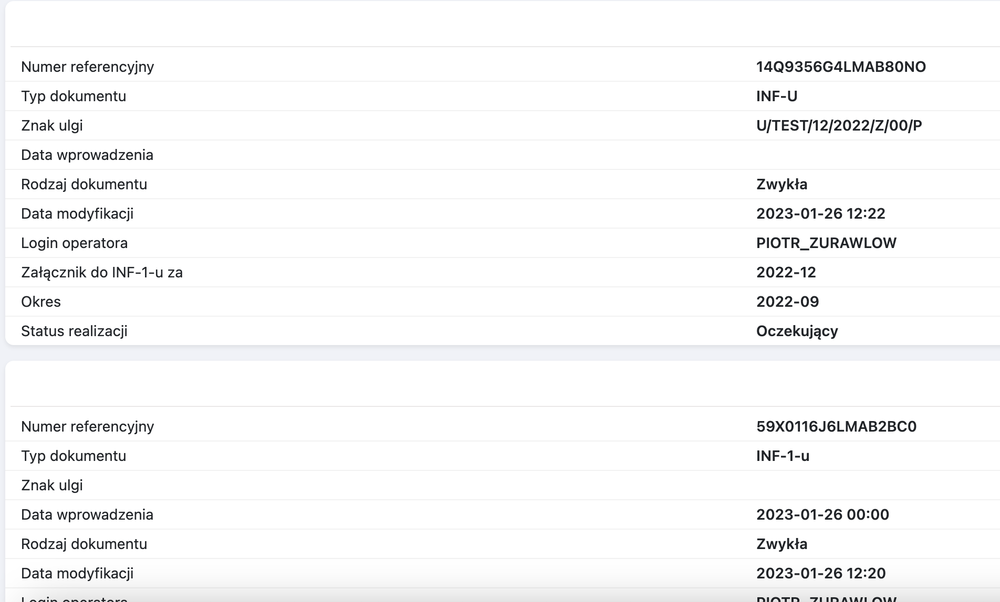 Numer referencyjny 14Q9356G4LMAB80NO
Typ dokumentu INF-U
Znak ulgi U/TEST/12/2022/Z/00/P
Data wprowadzenia
Rodzaj dokumentu Zwykła
Data modyfikacji 2023-01-26 12:22
Login operatora PIOTR_ZURAWLOW
Załącznik do INF-1-u za 2022-12
Okres 2022-09
Status realizacji Oczekujący
Numer referencyjny 59X0116J6LMAB2BC0
Typ dokumentu INF-1-u
Znak ulgi
Data wprowadzenia 2023-01-26 00:00
Rodzaj dokumentu Zwykła
Data modyfikacji 2023-01-26 12:20
Login operatora PIOTR_ZURAWLOW